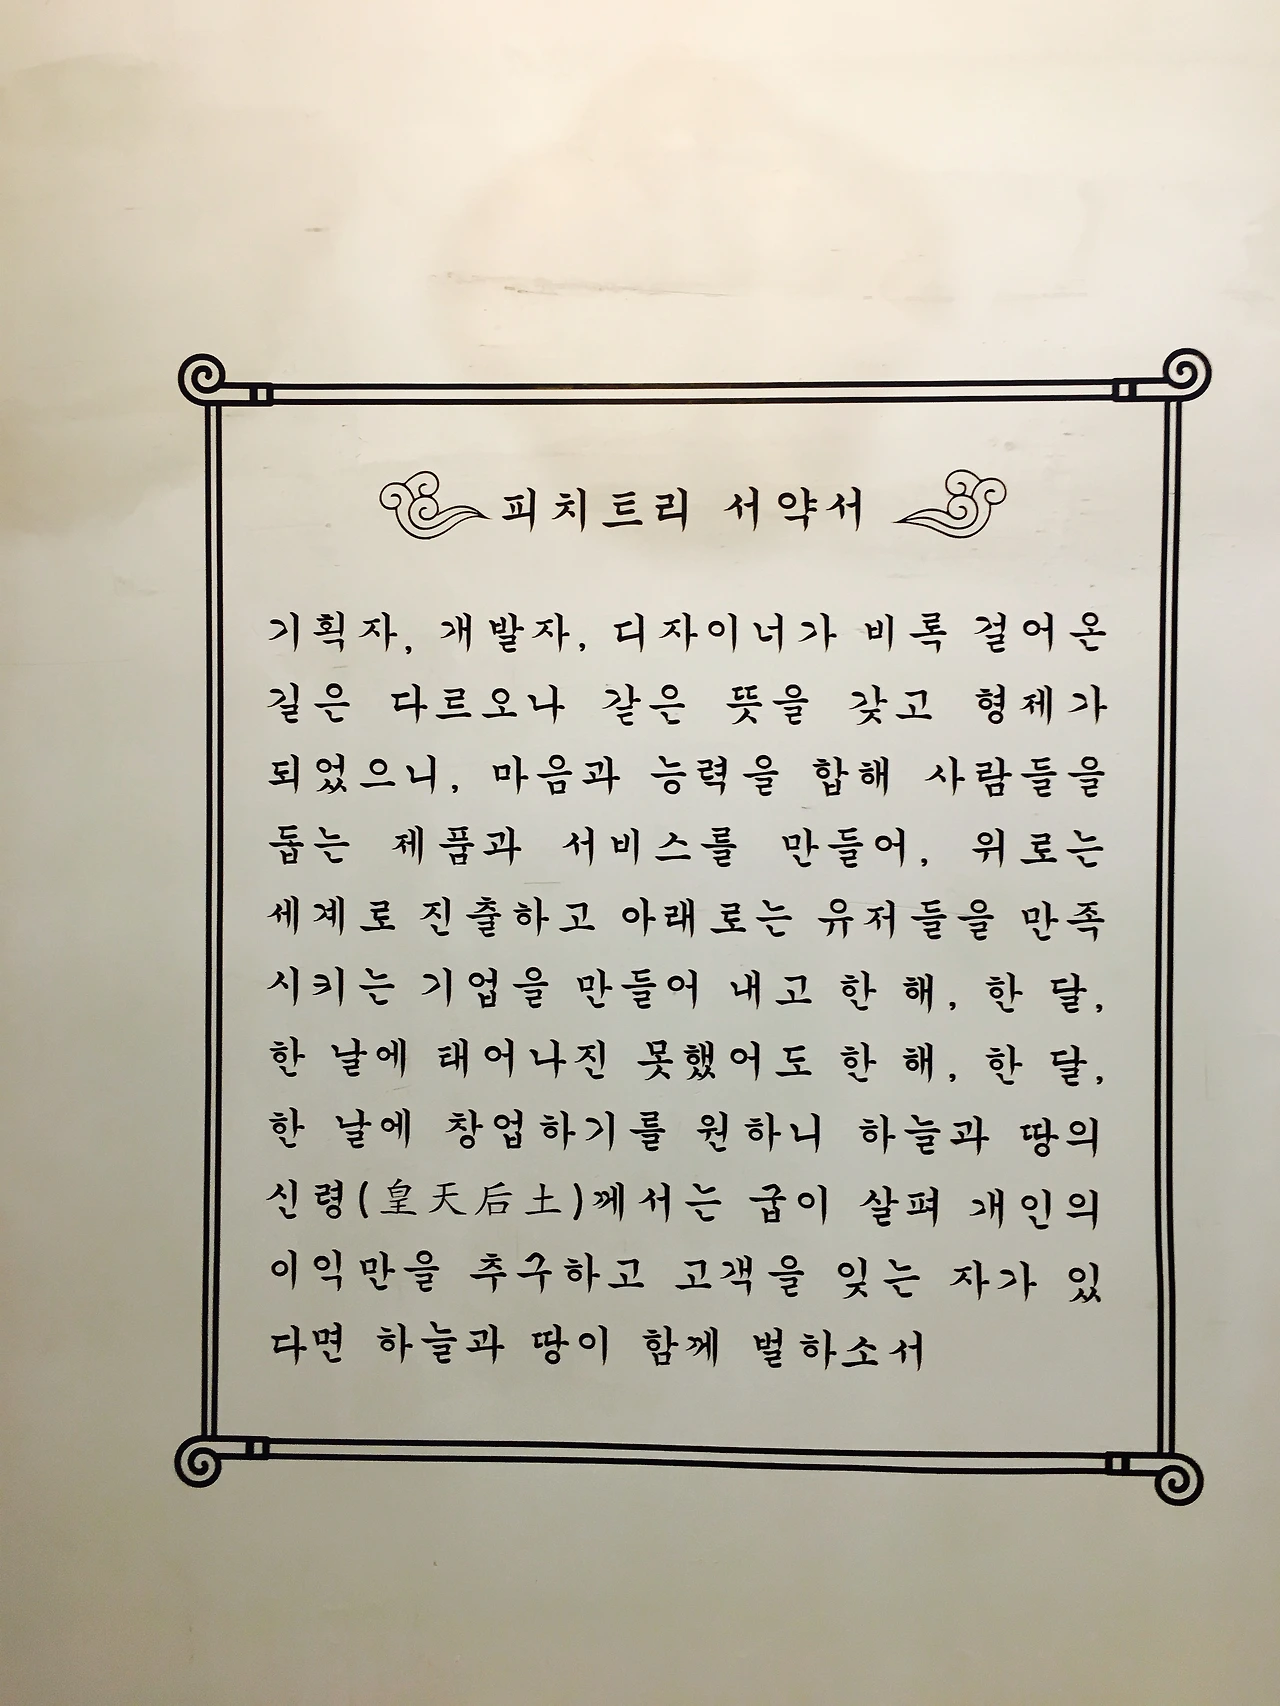 피치트리 서약서
기획자, 개발자, 디자이너가 비록 걸어온
길은 다르오나 같은 뜻을 갖고 형제가
되었으니, 마음과 능력을 합해 사람들을
돕는 제품과 서비스를 만들어, 위로는
세계로 진출하고 아래로는 유저들을 만족
시키는 기업을 만들어 내고 한 해, 한 달,
한 날에 태어나진 못했어도 한 해, 한 달,
한 날에 창업하기를 원하니 하늘과 땅의
신령(皇天后土)께서는 굽이 살펴 개인의
이익만을 추구하고 고객을 잊는 자가 있
다면 하늘과 땅이 함께 벌하소서